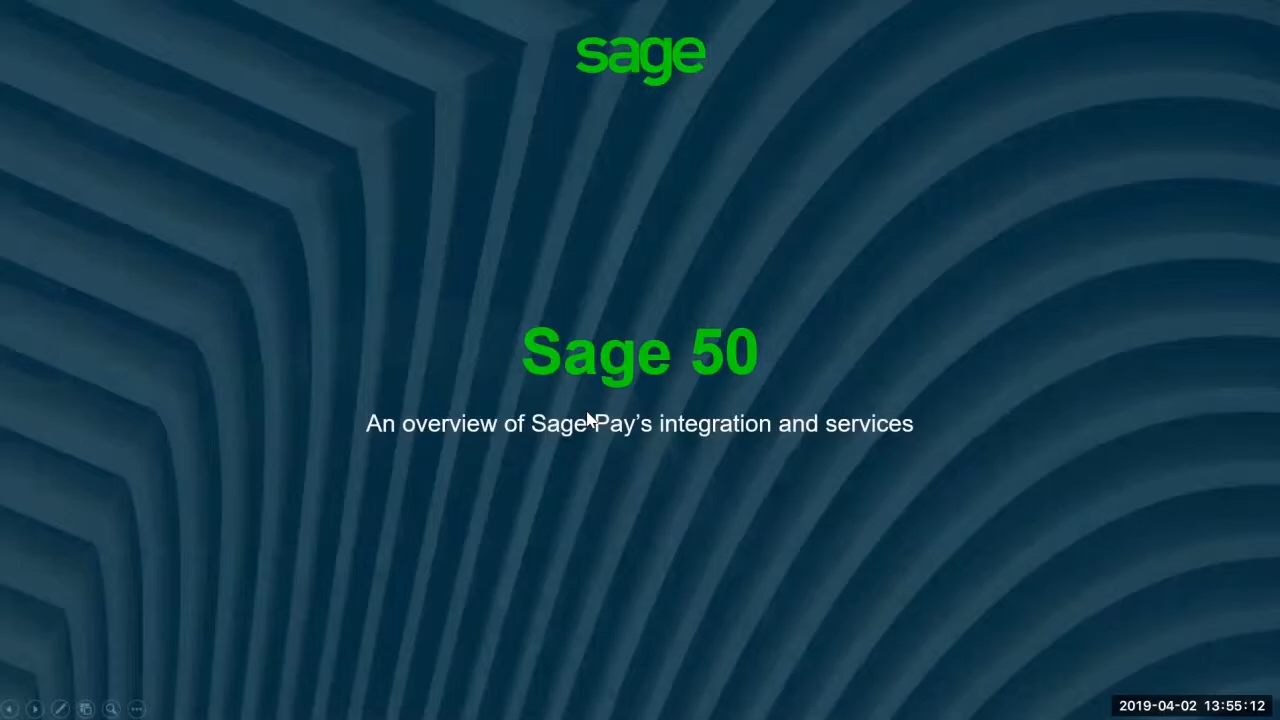 sage
Sage 50
An overview of Sage Pay’s integration and services
2019-04-02 13:55:12